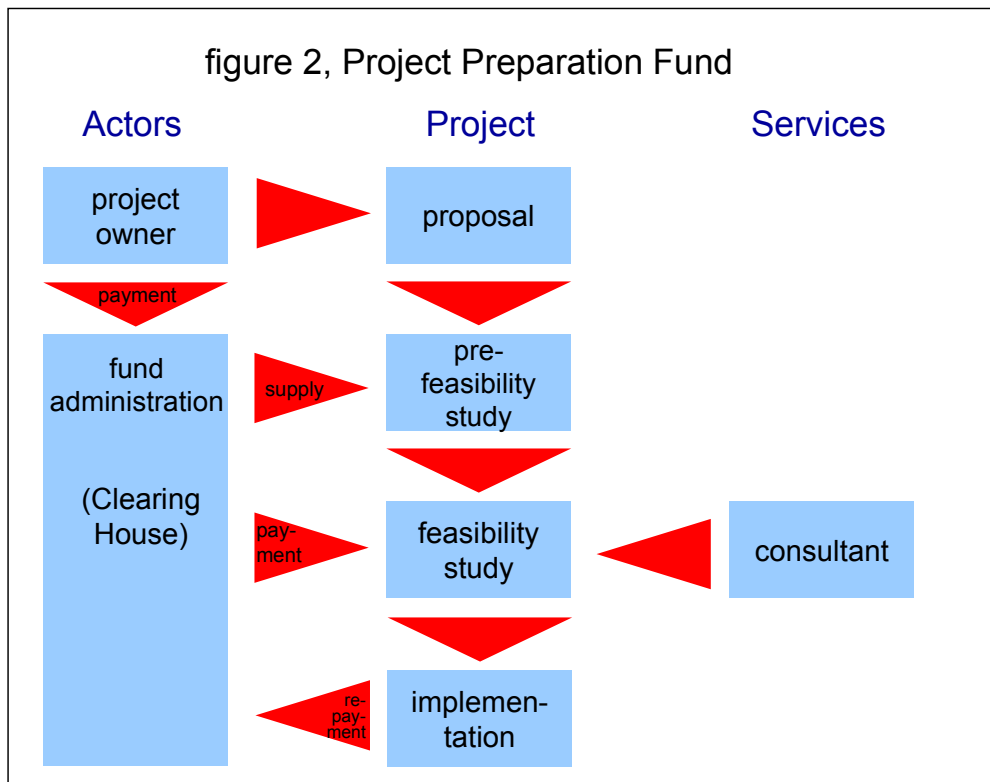 figure 2, Project Preparation Fund
Actors
Project
Services
project
owner
proposal
payment
fund
administration
(Clearing
House)
supply
pre-
feasibility
study
pay-
ment
feasibility
study
consultant
re-
pay-
ment
implemen-
tation